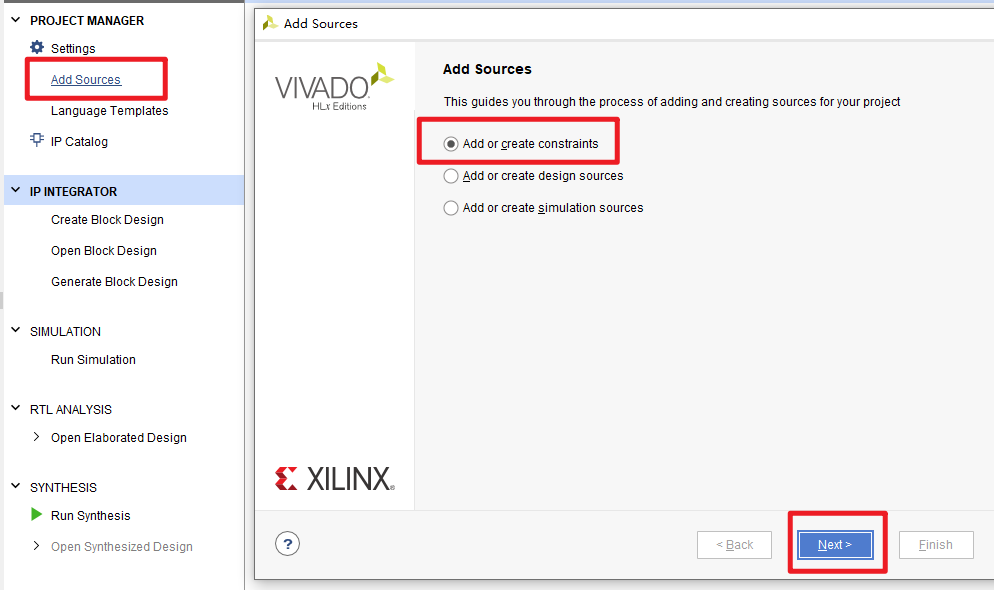 PROJECT MANAGER
Settings
Add Sources
Language Templates
IP Catalog
IP INTEGRATOR
Create Block Design
Open Block Design
Generate Block Design
SIMULATION
Run Simulation
RTL ANALYSIS
Open Elaborated Design
SYNTHESIS
Run Synthesis
Open Synthesized Design
Add Sources
VIVADO
HLx Editions
Add Sources
This guides you through the process of adding and creating sources for your project
Add or create constraints
Add or create design sources
Add or create simulation sources
XILINX
?
< Back
Next >
Finish